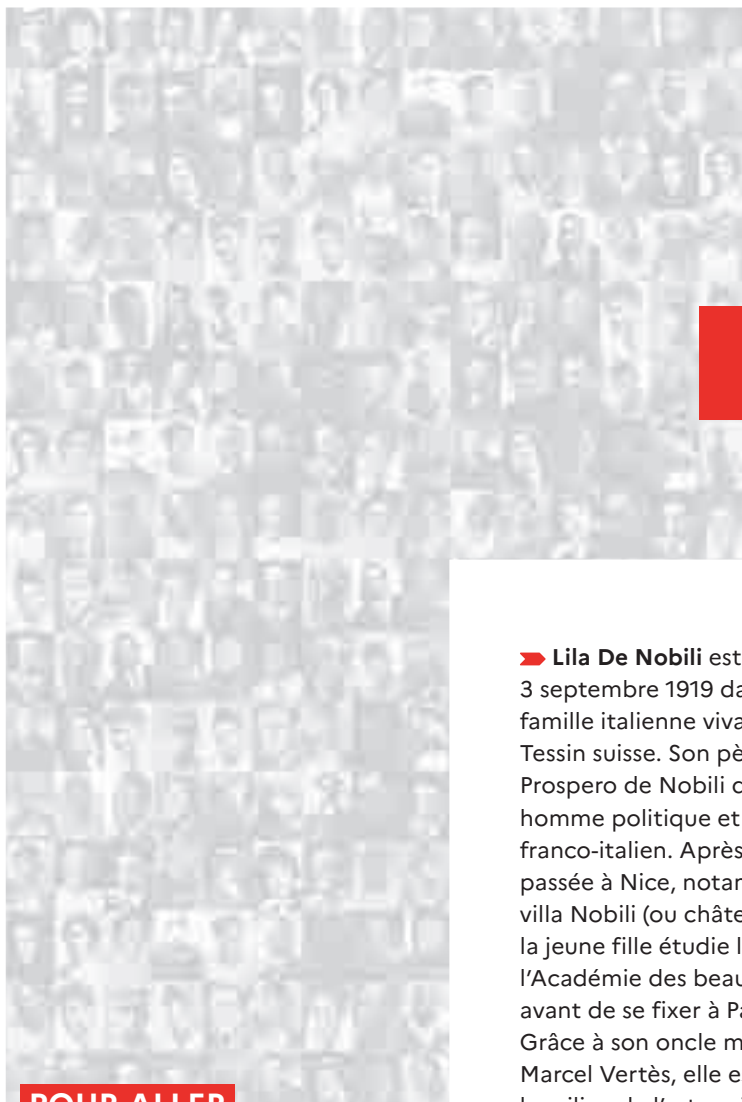 Lila De Nobili est
3 septembre 1919 da
famille italienne viva
Tessin suisse. Son pè
Prospero de Nobili d
homme politique et
franco-italien. Après
passée à Nice, notar
villa Nobili (ou châte
la jeune fille étudie l
l'Académie des beau
avant de se fixer à Pa
Grâce à son oncle m
Marcel Vertès, elle e
POUR ALLER